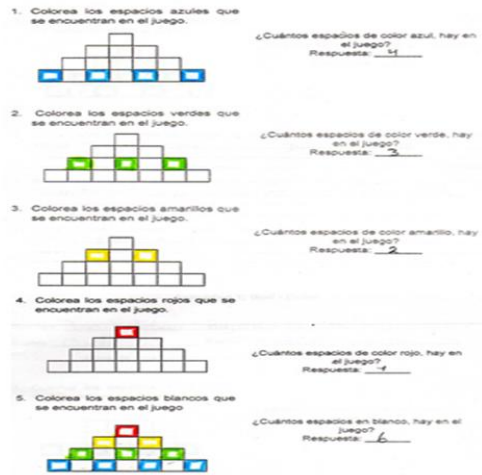 1. Colorea los espacios azules que
se encuentran en el juego.
¿Cuántos espacios de color azul, hay en
el juego?
Respuesta: 4
2. Colorea los espacios verdes que
se encuentran en el juego.
¿Cuántos espacios de color verde, hay
en el juego?
Respuesta: 3
3. Colorea los espacios amarillos que
se encuentran en el juego.
¿Cuántos espacios de color amarillo, hay
en el juego?
Respuesta: 2
4. Colorea los espacios rojos que se
encuentran en el juego.
¿Cuántos espacios de color rojo, hay en
el juego?
Respuesta: 1
5. Colorea los espacios blancos que
se encuentran en el juego
¿Cuántos espacios en blanco, hay en el
juego?
Respuesta: 6